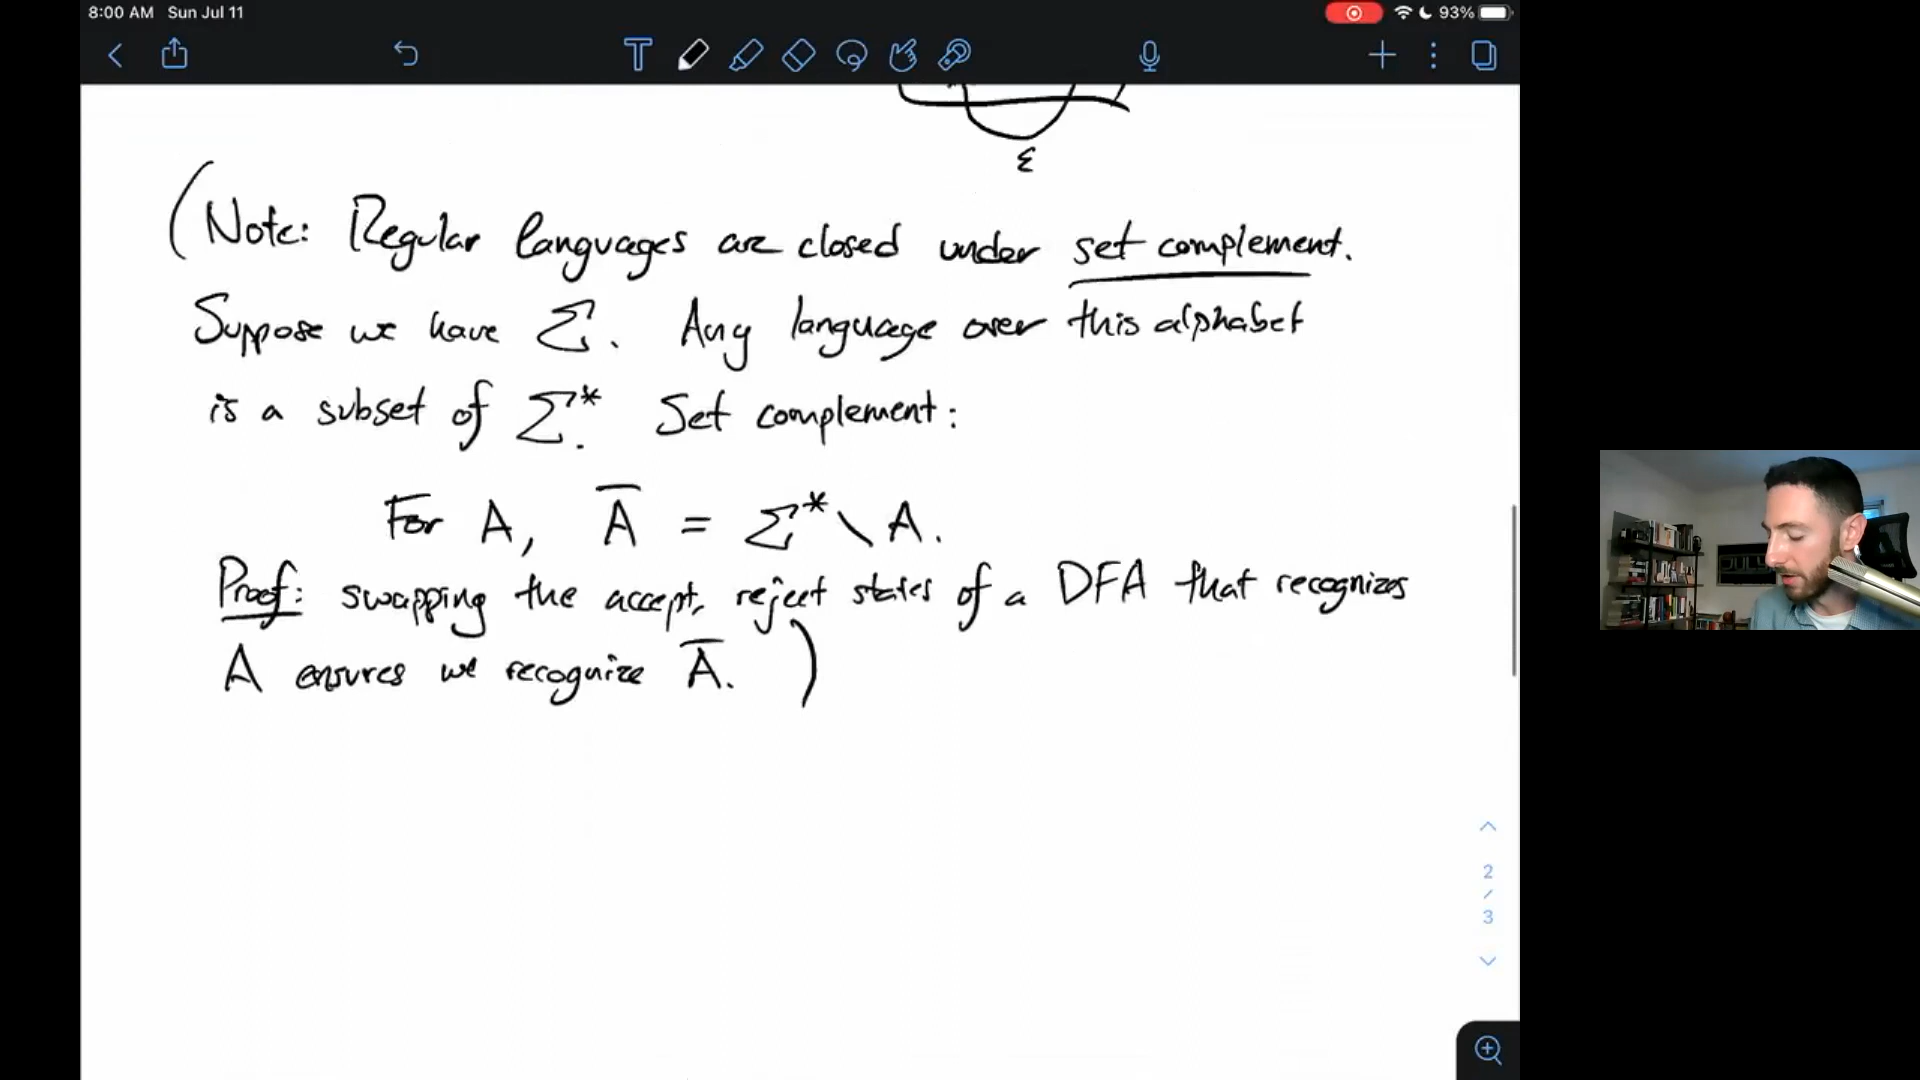 8:00 AM Sun Jul 11
93%
T
ε
(Note: Regular languages are closed under set complement.
Suppose we have Σ. Any language over this alphabet
is a subset of Σ*. Set complement:
For A, A̅ = Σ* \ A.
Proof: swapping the accept, reject states of a DFA that recognizes
A ensures we recognize A̅. )
2
/
3